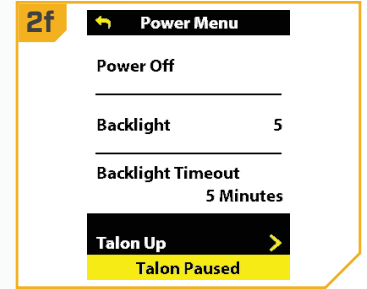 2f
Power Menu
Power Off
Backlight 5
Backlight Timeout
5 Minutes
Talon Up
Talon Paused